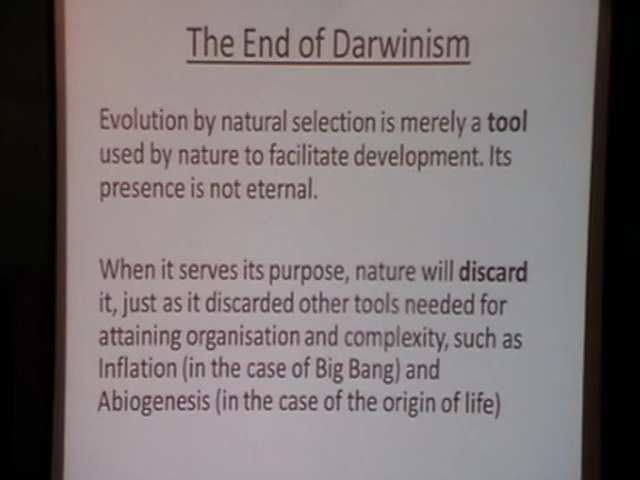 The End of Darwinism
Evolution by natural selection is merely a tool
used by nature to facilitate development. Its
presence is not eternal.
When it serves its purpose, nature will discard
it, just as it discarded other tools needed for
attaining organisation and complexity, such as
Inflation (in the case of Big Bang) and
Abiogenesis (in the case of the origin of life)